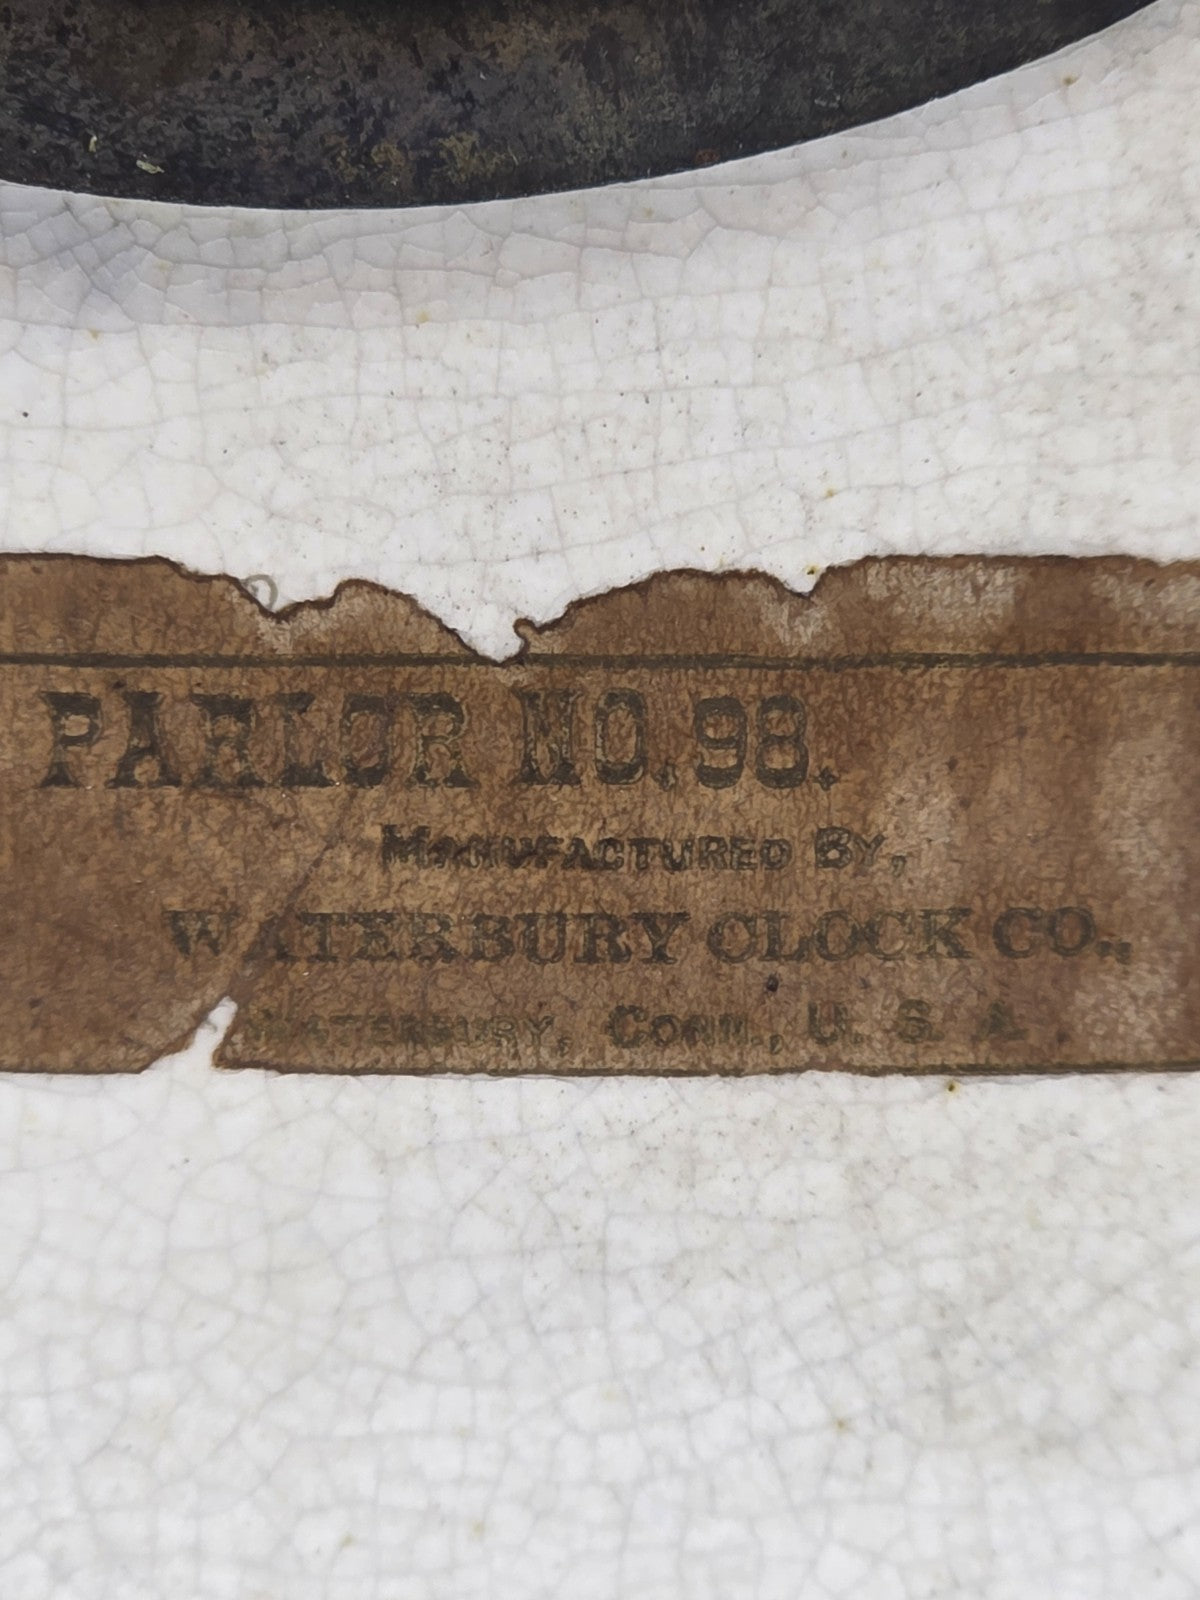 PARLOR NO. 98.
MANUFACTURED BY,
WATERBURY CLOCK CO.,
WATERBURY, CONN., U. S. A.